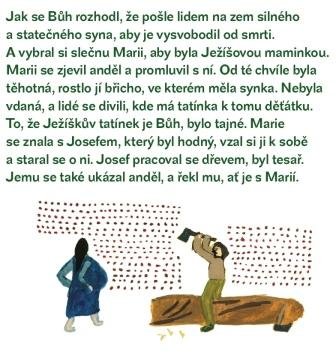 Jak se Bůh rozhodl, že pošle lidem na zem silného
a statečného syna, aby je vysvobodil od smrti.
A vybral si slečnu Marii, aby byla Ježíšovou maminkou.
Marii se zjevil anděl a promluvil s ní. Od té chvíle byla
těhotná, rostlo jí břicho, ve kterém měla synka. Nebyla
vdaná, a lidé se divili, kde má tatínka k tomu děťátku.
To, že Ježíškův tatínek je Bůh, bylo tajné. Marie
se znala s Josefem, který byl hodný, vzal si ji k sobě
a staral se o ni. Josef pracoval se dřevem, byl tesař.
Jemu se také ukázal anděl, a řekl mu, ať je s Marií.